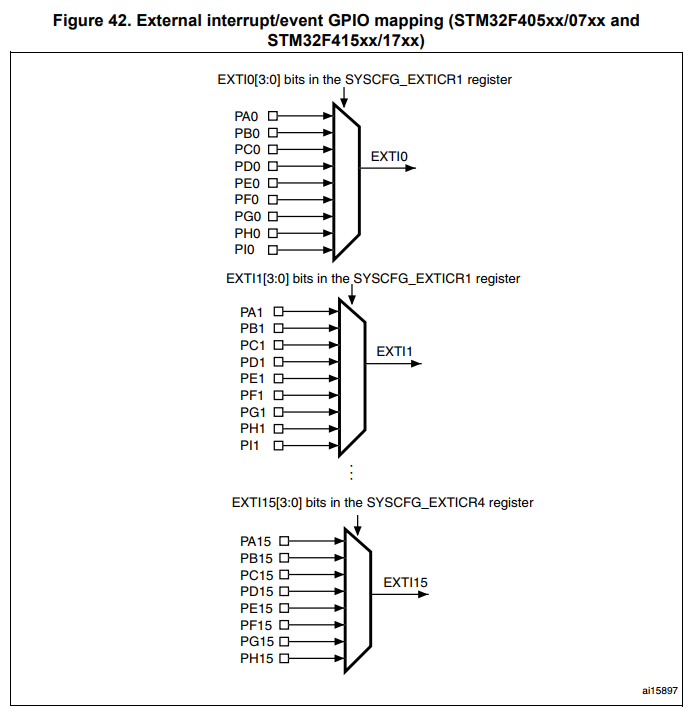 Figure 42. External interrupt/event GPIO mapping (STM32F405xx/07xx and
STM32F415xx/17xx)
EXTI0[3:0] bits in the SYSCFG_EXTICR1 register
PA0
PB0
PC0
PD0
PE0
PF0
PG0
PH0
PI0
EXTI0
EXTI1[3:0] bits in the SYSCFG_EXTICR1 register
PA1
PB1
PC1
PD1
PE1
PF1
PG1
PH1
PI1
EXTI1
EXTI15[3:0] bits in the SYSCFG_EXTICR4 register
PA15
PB15
PC15
PD15
PE15
PF15
PG15
PH15
EXTI15
ai15897